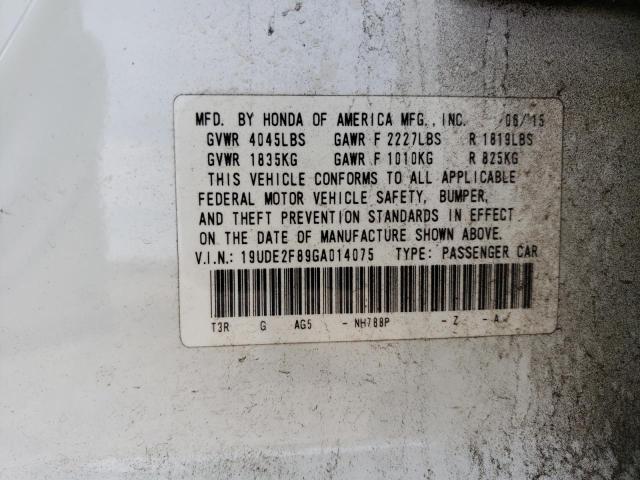 MFD. BY HONDA OF AMERICA MFG., INC. 06/15
GVWR 4045LBS GAWR F 2227LBS R 1819LBS
GVWR 1835KG GAWR F 1010KG R 825KG
THIS VEHICLE CONFORMS TO ALL APPLICABLE
FEDERAL MOTOR VEHICLE SAFETY, BUMPER,
AND THEFT PREVENTION STANDARDS IN EFFECT
ON THE DATE OF MANUFACTURE SHOWN ABOVE.
V.I.N.: 19UDE2F89GA014075 TYPE: PASSENGER CAR
T3R G AG5 - NH788P - Z - A